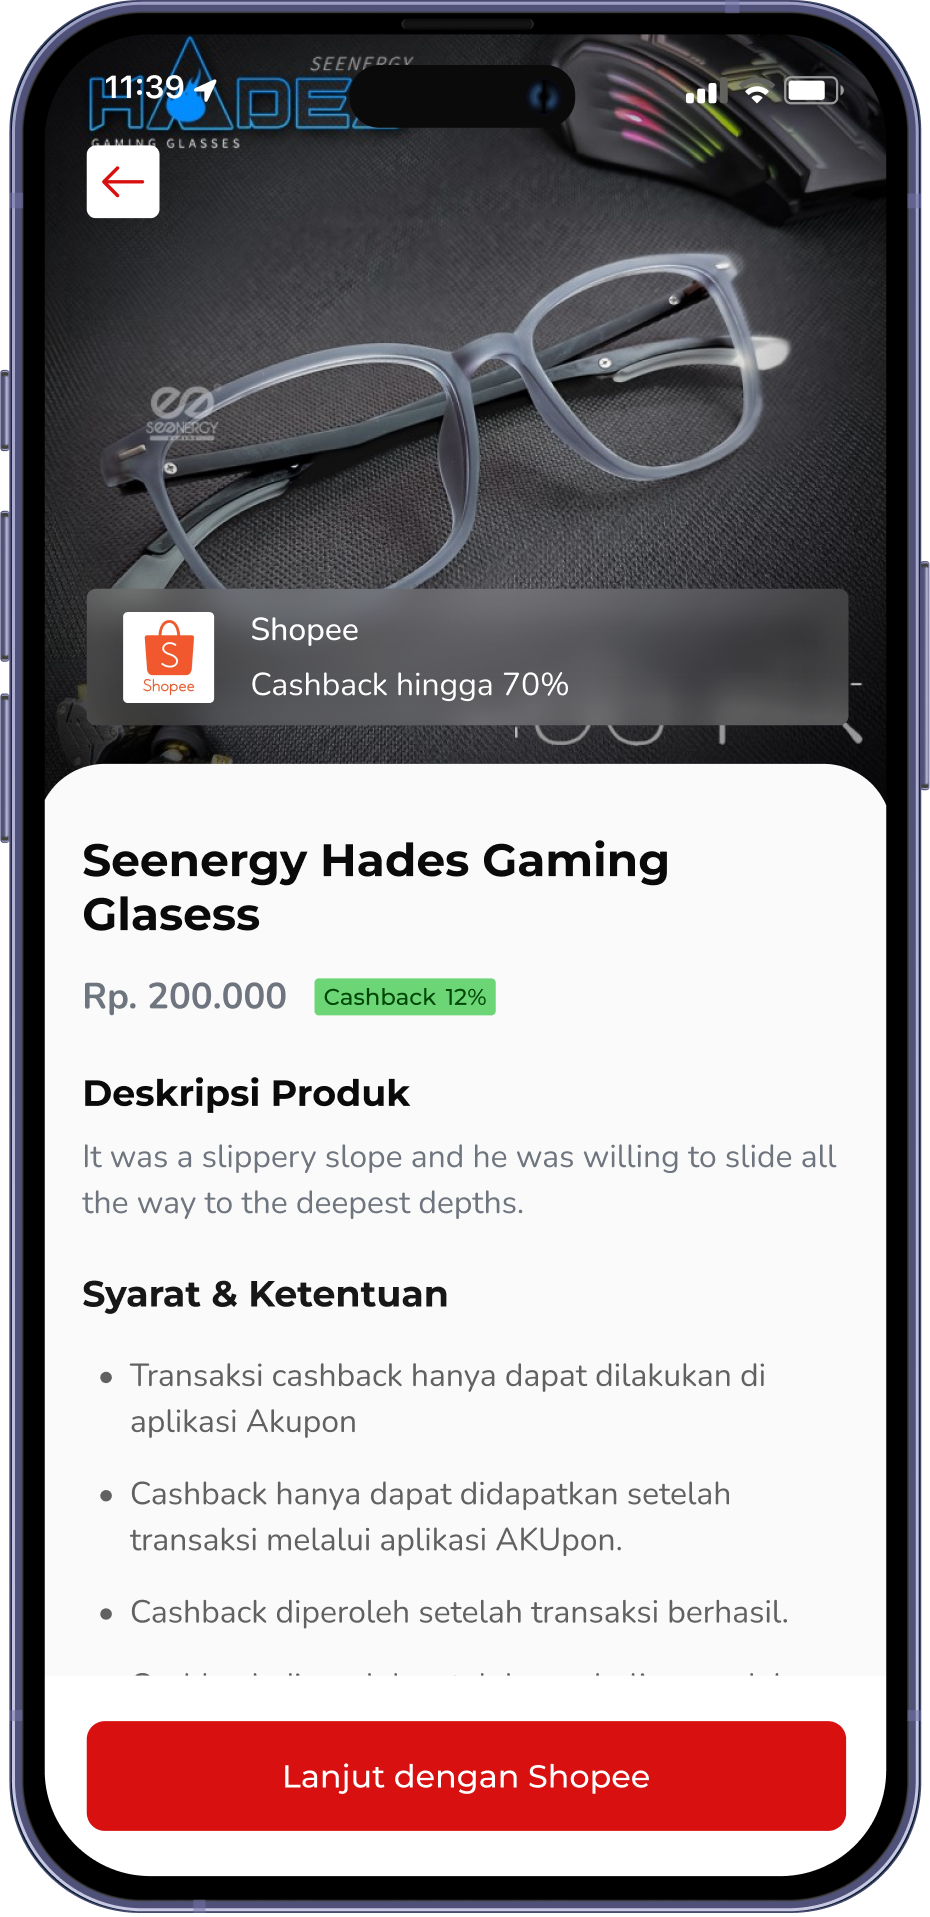 SEENERGY
11:39
HADE
GAMING GLASSES
SEENERGY
GAMING
Shopee
Shopee
Cashback hingga 70%
Seenergy Hades Gaming
Glasess
Rp. 200.000 Cashback 12%
Deskripsi Produk
It was a slippery slope and he was willing to slide all
the way to the deepest depths.
Syarat & Ketentuan
• Transaksi cashback hanya dapat dilakukan di
aplikasi Akupon
• Cashback hanya dapat didapatkan setelah
transaksi melalui aplikasi AKUpon.
• Cashback diperoleh setelah transaksi berhasil.
Lanjut dengan Shopee